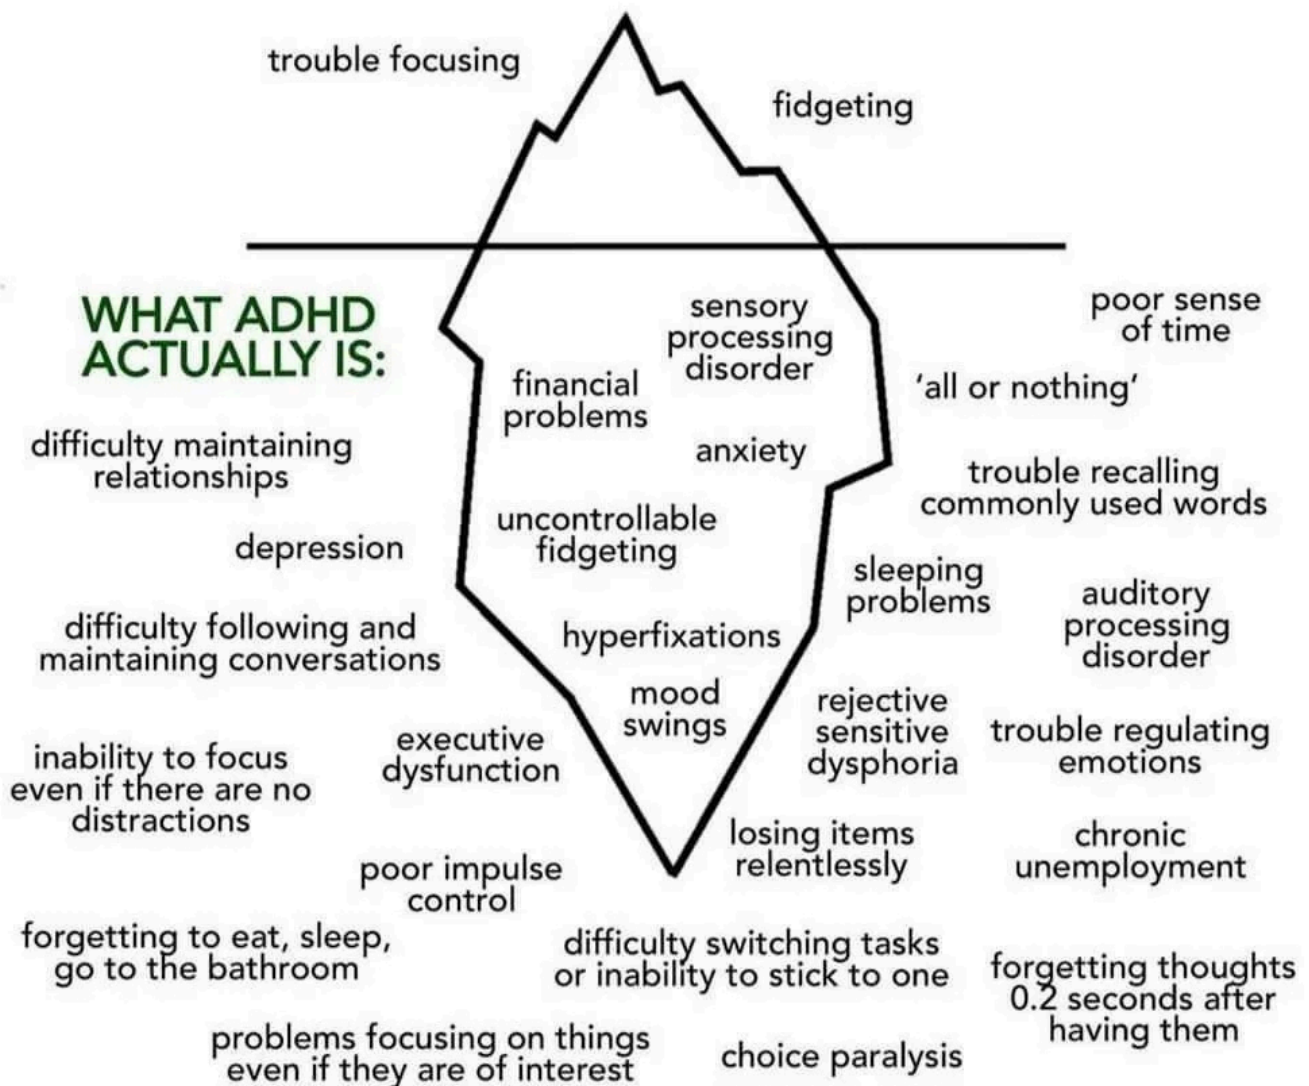 trouble focusing
fidgeting
WHAT ADHD
ACTUALLY IS:
sensory
processing
disorder
poor sense
of time
financial
problems
'all or nothing'
difficulty maintaining
relationships
anxiety
trouble recalling
commonly used words
uncontrollable
fidgeting
depression
sleeping
problems
auditory
processing
disorder
difficulty following and
maintaining conversations
hyperfixations
mood
swings
rejective
sensitive
dysphoria
trouble regulating
emotions
inability to focus
even if there are no
distractions
executive
dysfunction
losing items
relentlessly
chronic
unemployment
poor impulse
control
forgetting to eat, sleep,
go to the bathroom
difficulty switching tasks
or inability to stick to one
forgetting thoughts
0.2 seconds after
having them
problems focusing on things
even if they are of interest
choice paralysis